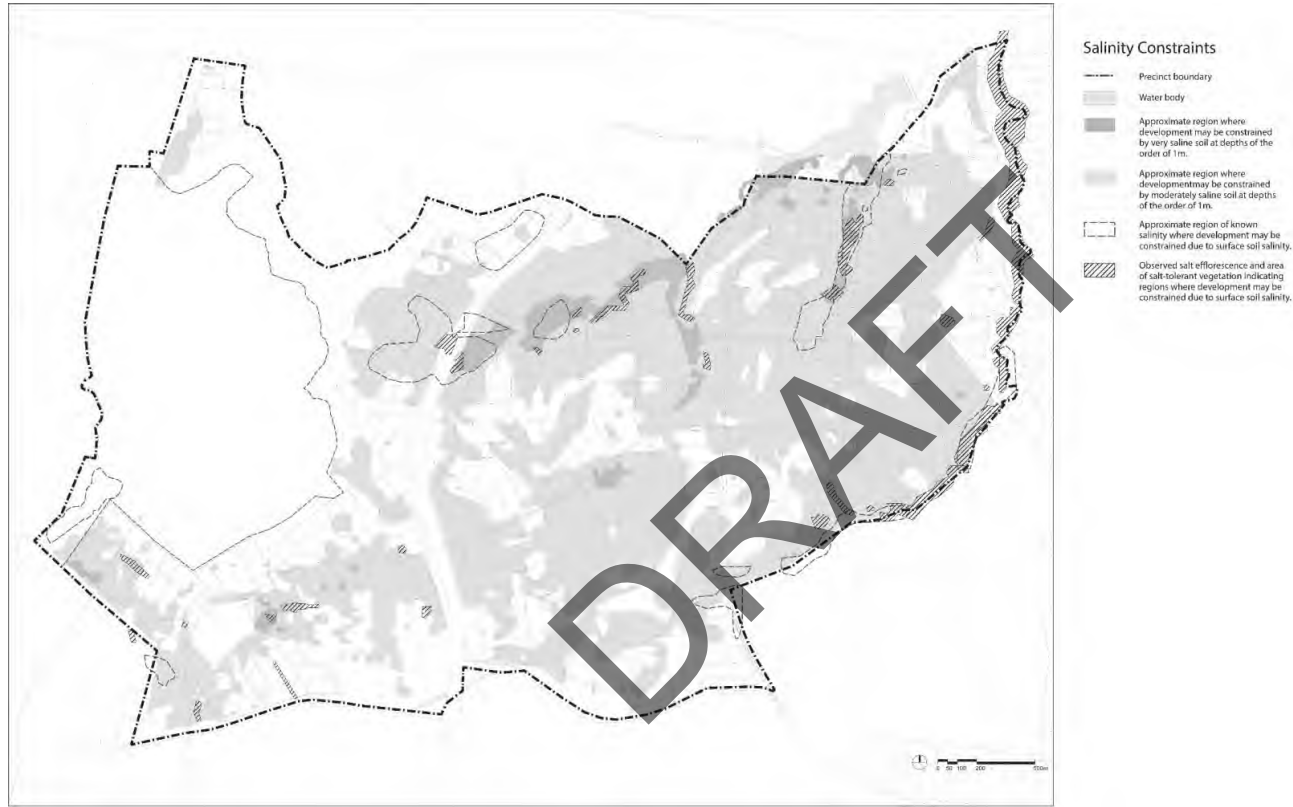 Salinity Constraints
Precinct boundary
Water body
Approximate region where
development may be constrained
by very saline soil at depths of the
order of 1m.
Approximate region where
developmentmay be constrained
by moderately saline soil at depths
of the order of 1m.
Approximate region of known
salinity where development may be
constrained due to surface soil salinity.
Observed salt efflorescence and area
of salt-tolerant vegetation indicating
regions where development may be
constrained due to surface soil salinity.
DRAFT
0 50 100 200 500m